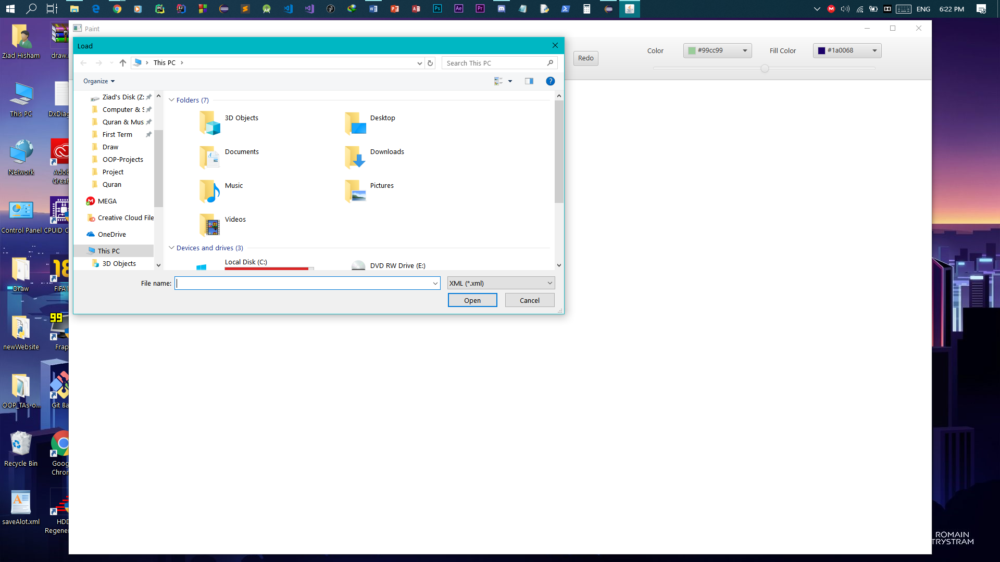 ENG
6:22 PM
Paint
Load
This PC
Search This PC
Redo
Color
#99cc99
Fill Color
#1a0068
Organize
Ziad's Disk (Z:
Computer & S
Quran & Mus
First Term
Draw
OOP-Projects
Project
Quran
MEGA
Creative Cloud File
OneDrive
This PC
3D Objects
Folders (7)
3D Objects
Desktop
Documents
Downloads
Music
Pictures
Videos
Devices and drives (3)
Local Disk (C:)
DVD RW Drive (E:)
File name:
XML (*.xml)
Open
Cancel
Ziad Hisham
draw.
This PC
DxDiag
Network
Adob
Creat
Control Panel
CPUID C
Draw
FIFA1
newWebsite
99
Frap
OOP_TAs-o...
Git Ba
Recycle Bin
Goog
Chron
saveAlot.xml
HDD
Regener
ROMAIN
TRYSTRAM